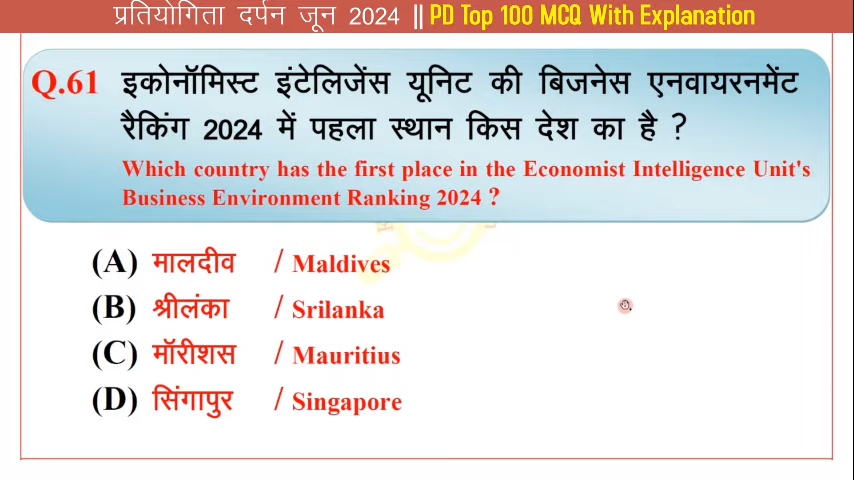 प्रतियोगिता दर्पन जून 2024 || PD Top 100 MCQ With Explanation
Q.61 इकोनॉमिस्ट इंटेलिजेंस यूनिट की बिजनेस एनवायरनमेंट
रैकिंग 2024 में पहला स्थान किस देश का है ?
Which country has the first place in the Economist Intelligence Unit's
Business Environment Ranking 2024 ?
(A) मालदीव / Maldives
(B) श्रीलंका / Srilanka
(C) मॉरीशस / Mauritius
(D) सिंगापुर / Singapore